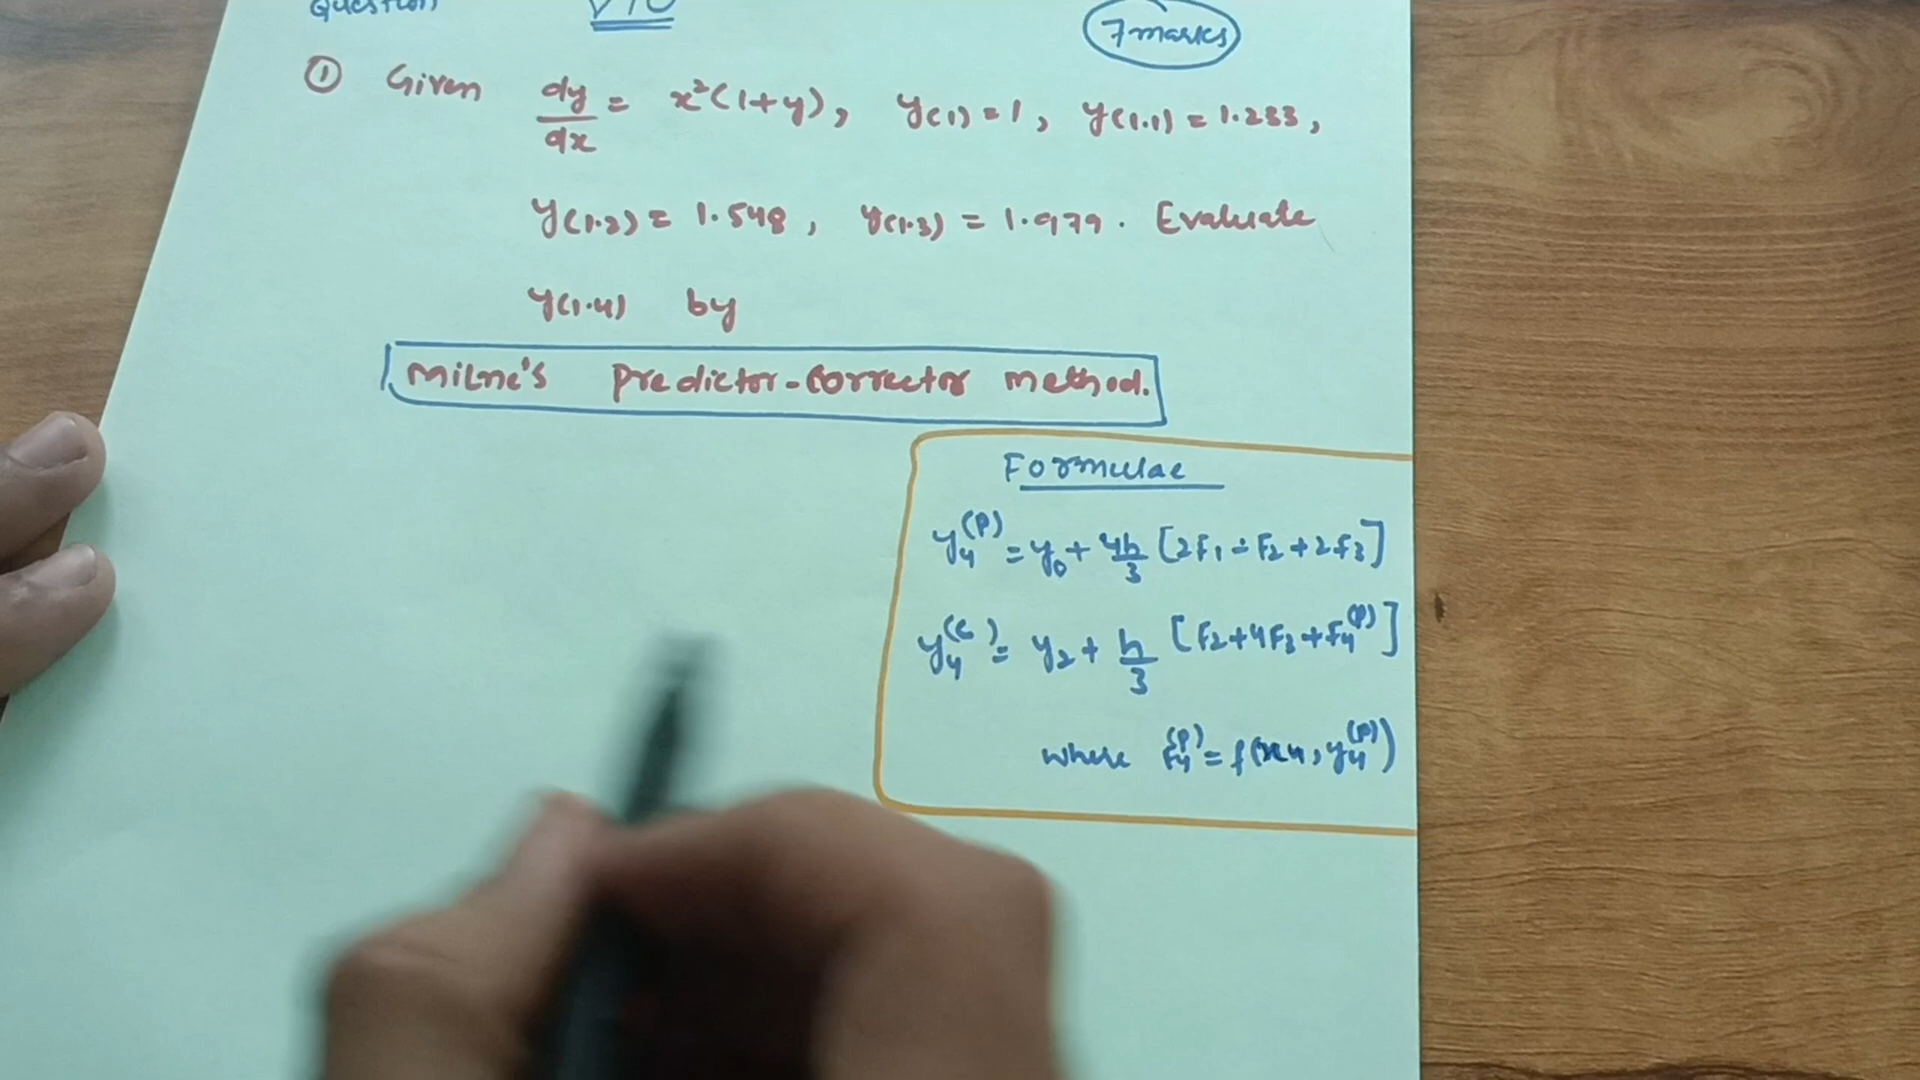 Question
7 marks
① Given dy/dx = x²(1+y), y(1) = 1, y(1.1) = 1.233,
y(1.2) = 1.548, y(1.3) = 1.979. Evaluate
y(1.4) by
Milne's Predictor-Corrector method.
Formulae
y₄⁽ᴾ⁾ = y₀ + 4h/3 [2F₁ - F₂ + 2F₃]
y₄⁽ᶜ⁾ = y₂ + h/3 [F₂ + 4F₃ + F₄⁽ᴾ⁾]
where F₄⁽ᴾ⁾ = f(x₄, y₄⁽ᴾ⁾)